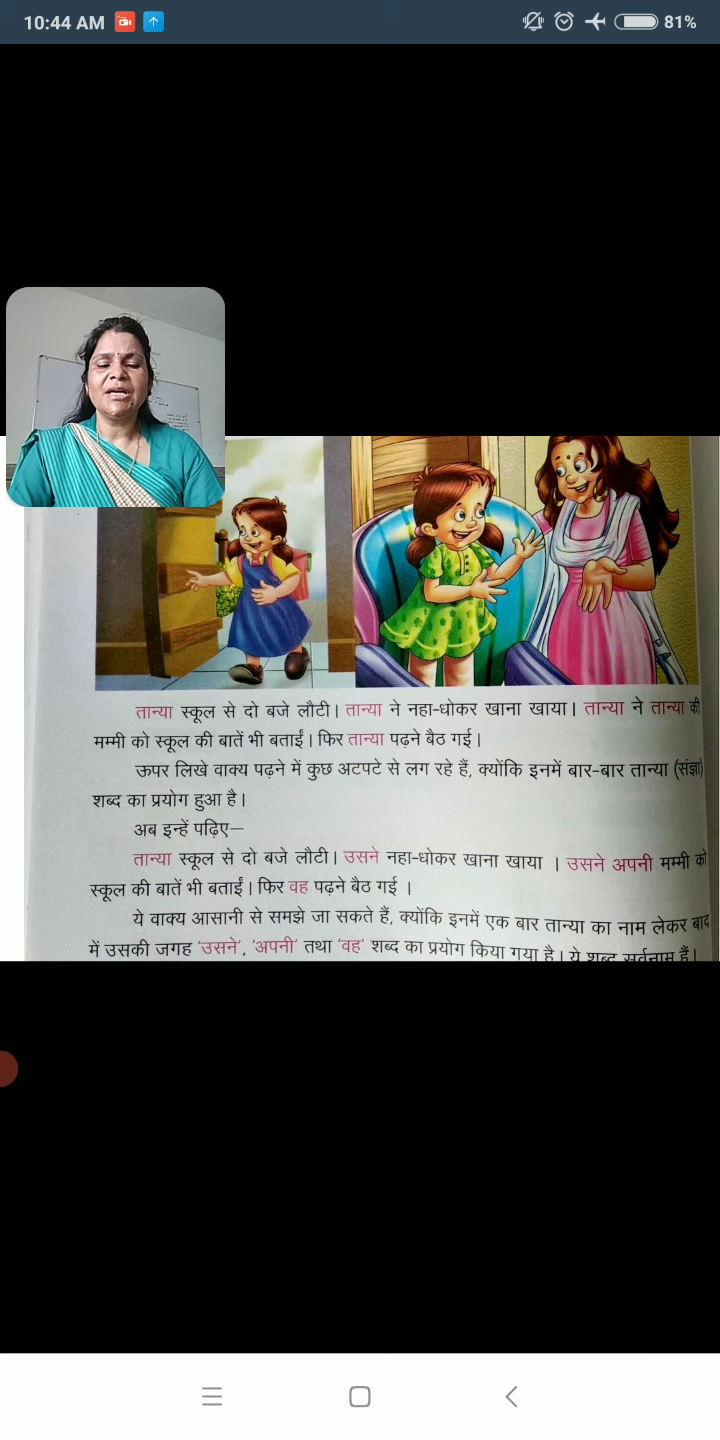 10:44 AM
81%
तान्या स्कूल से दो बजे लौटी। तान्या ने नहा-धोकर खाना खाया। तान्या ने तान्या की
मम्मी को स्कूल की बातें भी बताईं। फिर तान्या पढ़ने बैठ गई।
ऊपर लिखे वाक्य पढ़ने में कुछ अटपटे से लग रहे हैं, क्योंकि इनमें बार-बार तान्या (संज्ञा)
शब्द का प्रयोग हुआ है।
अब इन्हें पढ़िए—
तान्या स्कूल से दो बजे लौटी। उसने नहा-धोकर खाना खाया । उसने अपनी मम्मी को
स्कूल की बातें भी बताईं। फिर वह पढ़ने बैठ गई ।
ये वाक्य आसानी से समझे जा सकते हैं, क्योंकि इनमें एक बार तान्या का नाम लेकर बाद
में उसकी जगह 'उसने', 'अपनी' तथा 'वह' शब्द का प्रयोग किया गया है। ये शब्द सर्वनाम हैं।